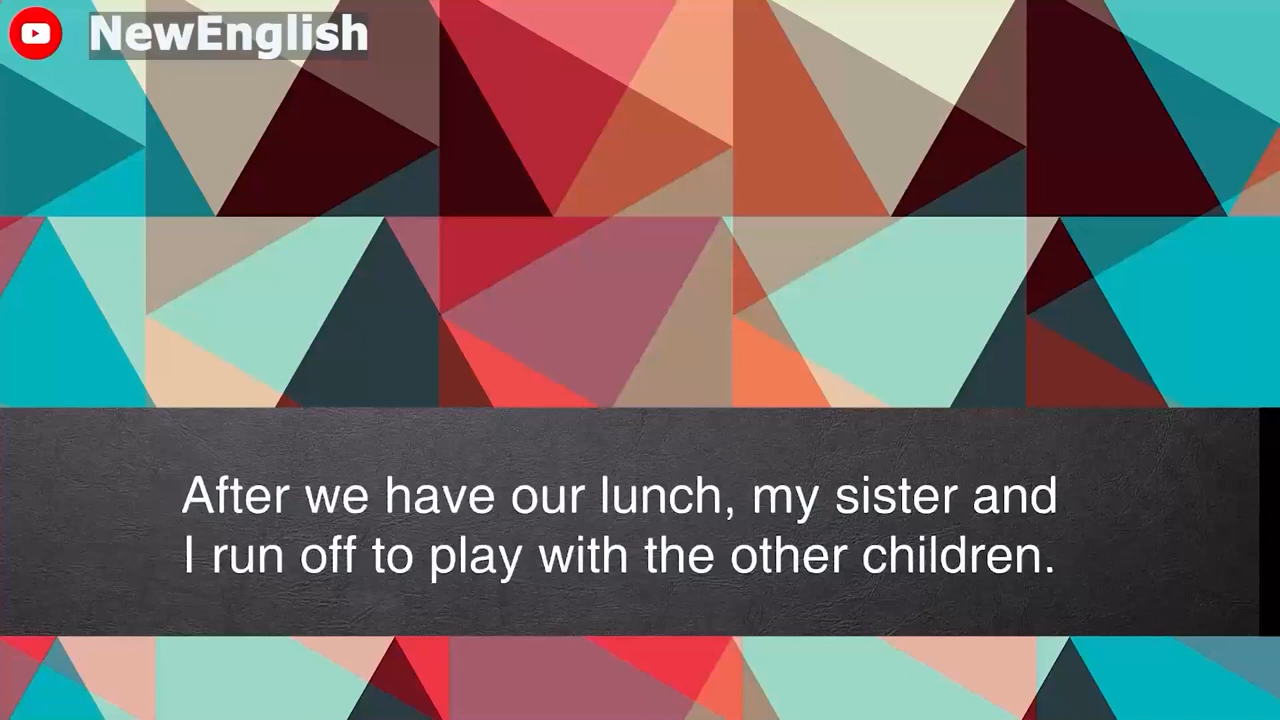 NewEnglish
After we have our lunch, my sister and
I run off to play with the other children.